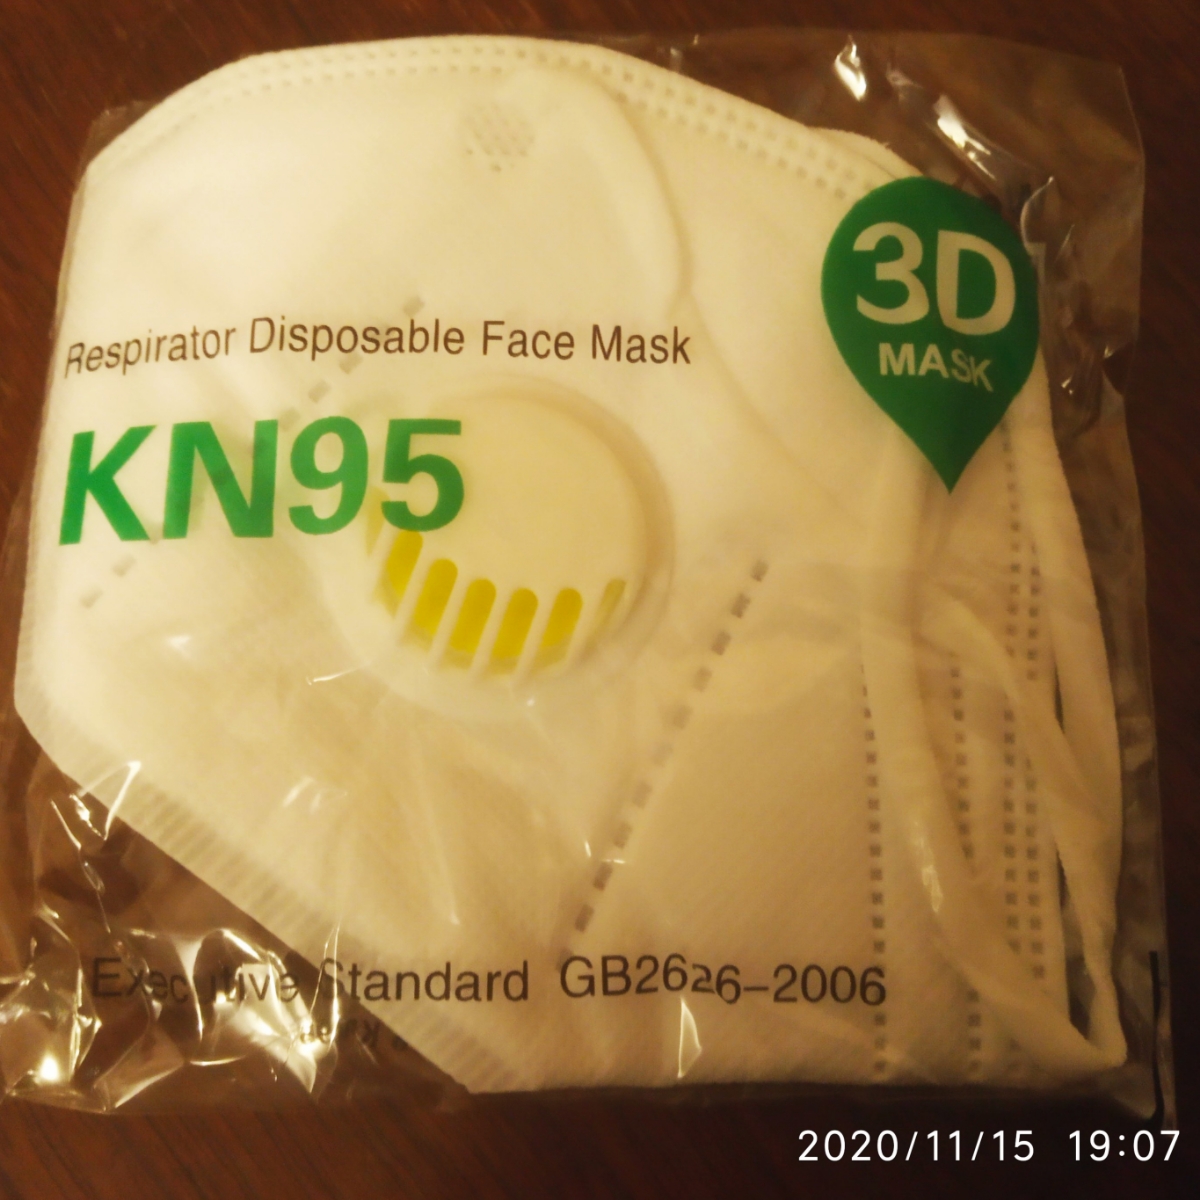 3D
MASK
Respirator Disposable Face Mask
KN95
Executive Standard GB2626-2006
2020/11/15 19:07